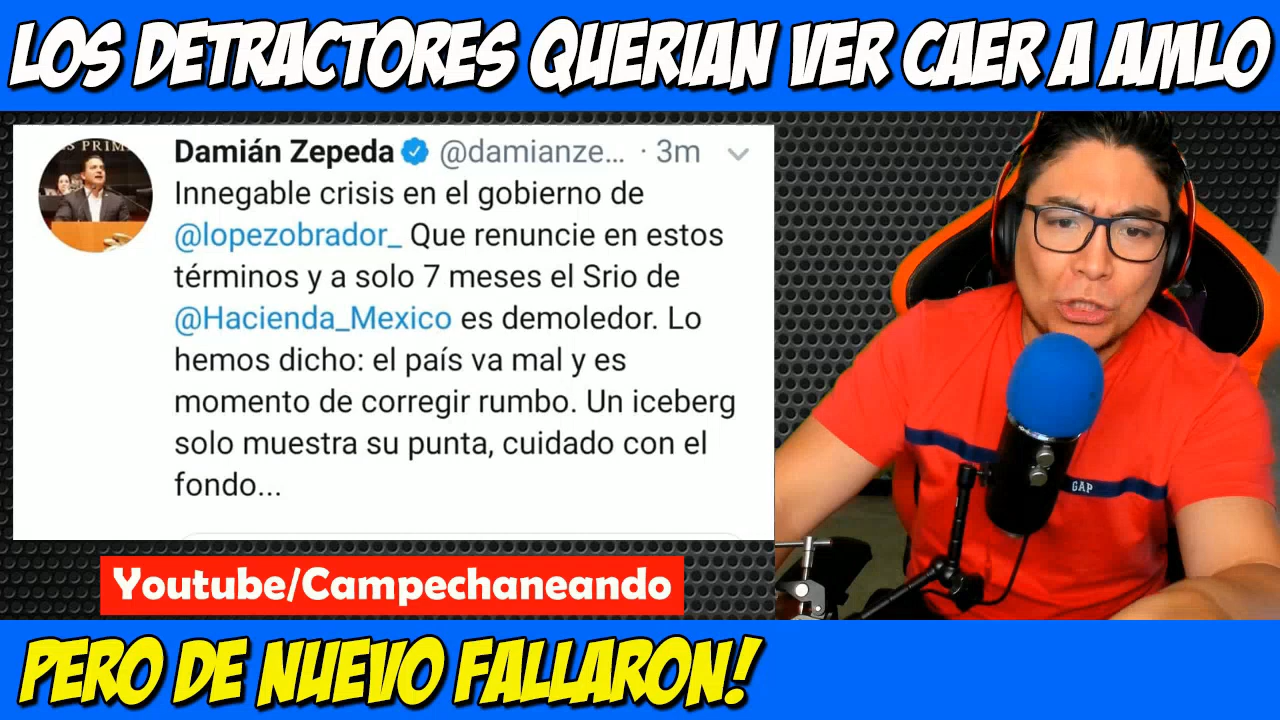 LOS DETRACTORES QUERIAN VER CAER A AMLO
S PRIM
Damián Zepeda @damianze... · 3m
Innegable crisis en el gobierno de
@lopezobrador_ Que renuncie en estos
términos y a solo 7 meses el Srio de
@Hacienda_Mexico es demoledor. Lo
hemos dicho: el país va mal y es
momento de corregir rumbo. Un iceberg
solo muestra su punta, cuidado con el
fondo...
GAP
Youtube/Campechaneando
PERO DE NUEVO FALLARON!